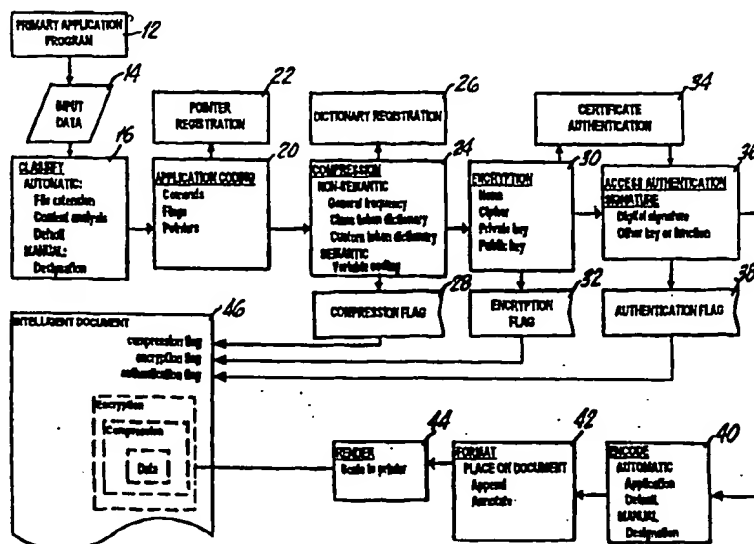 PRIMARY APPLICATION
PROGRAM
12
14
INPUT
DATA
16
CLASSIFY
AUTOMATIC:
File extension
Content analysis
Default
MANUAL:
Designation
22
POINTER
REGISTRATION
20
APPLICATION CODING
Commands
Flags
Pointers
26
DICTIONARY REGISTRATION
24
COMPRESSION
NON-SEMANTIC
General frequency
Class token dictionary
Custom token dictionary
SEMANTIC
Variable coding
28
COMPRESSION FLAG
30
ENCRYPTION
None
Cipher
Private key
Public key
32
ENCRYPTION
FLAG
34
CERTIFICATE
AUTHENTICATION
36
ACCESS AUTHENTICATION
SIGNATURE
Digital signature
Other key or function
38
AUTHENTICATION FLAG
46
INTELLIGENT DOCUMENT
compression flag
encryption flag
authentication flag
Encryption
Compression
Data
44
RENDER
Scale to printer
42
FORMAT
PLACE ON DOCUMENT
Append
Annotate
40
ENCODE
AUTOMATIC
Application
Default
MANUAL
Designation